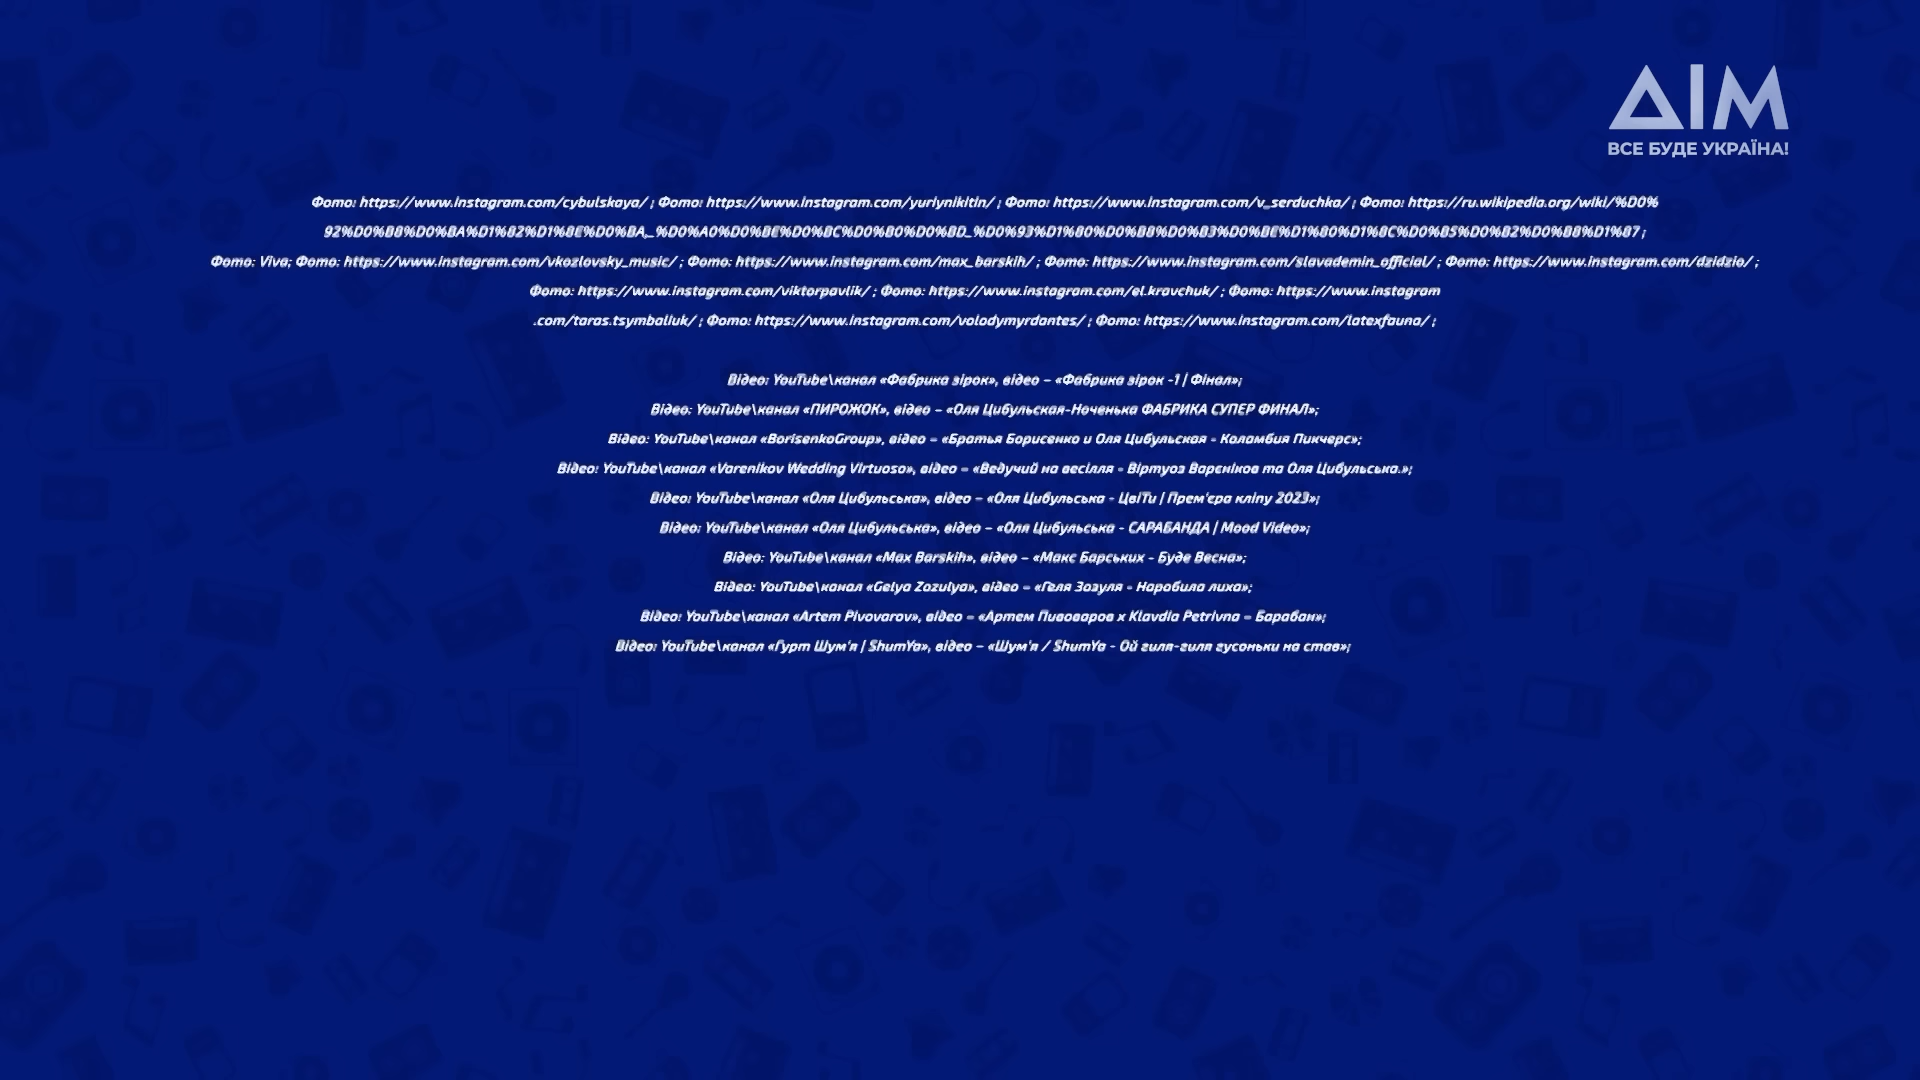 ДІМ
ВСЕ БУДЕ УКРАЇНА!
Фото: https://www.instagram.com/cybulskaya/ ; Фото: https://www.instagram.com/yuriynikitin/ ; Фото: https://www.instagram.com/v_serduchka/ ; Фото: https://ru.wikipedia.org/wiki/%D0%
92%D0%B8%D0%BA%D1%82%D1%8E%D0%BA,_%D0%A0%D0%BE%D0%BC%D0%B0%D0%BD_%D0%93%D1%80%D0%B8%D0%B3%D0%BE%D1%80%D1%8C%D0%B5%D0%B2%D0%B8%D1%87 ;
Фото: Viva; Фото: https://www.instagram.com/vkozlovsky_music/ ; Фото: https://www.instagram.com/max_barskih/ ; Фото: https://www.instagram.com/slavademin_official/ ; Фото: https://www.instagram.com/dzidzio/ ;
Фото: https://www.instagram.com/viktorpavlik/ ; Фото: https://www.instagram.com/el.kravchuk/ ; Фото: https://www.instagram
.com/taras.tsymbaliuk/ ; Фото: https://www.instagram.com/volodymyrdantes/ ; Фото: https://www.instagram.com/latexfauna/ ;
Відео: YouTube\канал «Фабрика зірок», відео – «Фабрика зірок -1 | Фінал»;
Відео: YouTube\канал «ПИРОЖОК», відео – «Оля Цибульская-Ноченька ФАБРИКА СУПЕР ФИНАЛ»;
Відео: YouTube\канал «BorisenkoGroup», відео – «Братья Борисенко и Оля Цибульская - Коламбия Пикчерс»;
Відео: YouTube\канал «Varenikov Wedding Virtuoso», відео – «Ведучий на весілля - Віртуоз Варєніков та Оля Цибульська.»;
Відео: YouTube\канал «Оля Цибульська», відео – «Оля Цибульська - ЦвіТи | Прем'єра кліпу 2023»;
Відео: YouTube\канал «Оля Цибульська», відео – «Оля Цибульська - САРАБАНДА | Mood Video»;
Відео: YouTube\канал «Max Barskih», відео – «Макс Барських - Буде Весна»;
Відео: YouTube\канал «Gelya Zozulya», відео – «Геля Зозуля - Наробила лиха»;
Відео: YouTube\канал «Artem Pivovarov», відео – «Артем Пивоваров х Klavdia Petrivna – Барабан»;
Відео: YouTube\канал «Гурт Шум'я | ShumYa», відео – «Шум'я / ShumYa - Ой гиля-гиля гусоньки на став»;